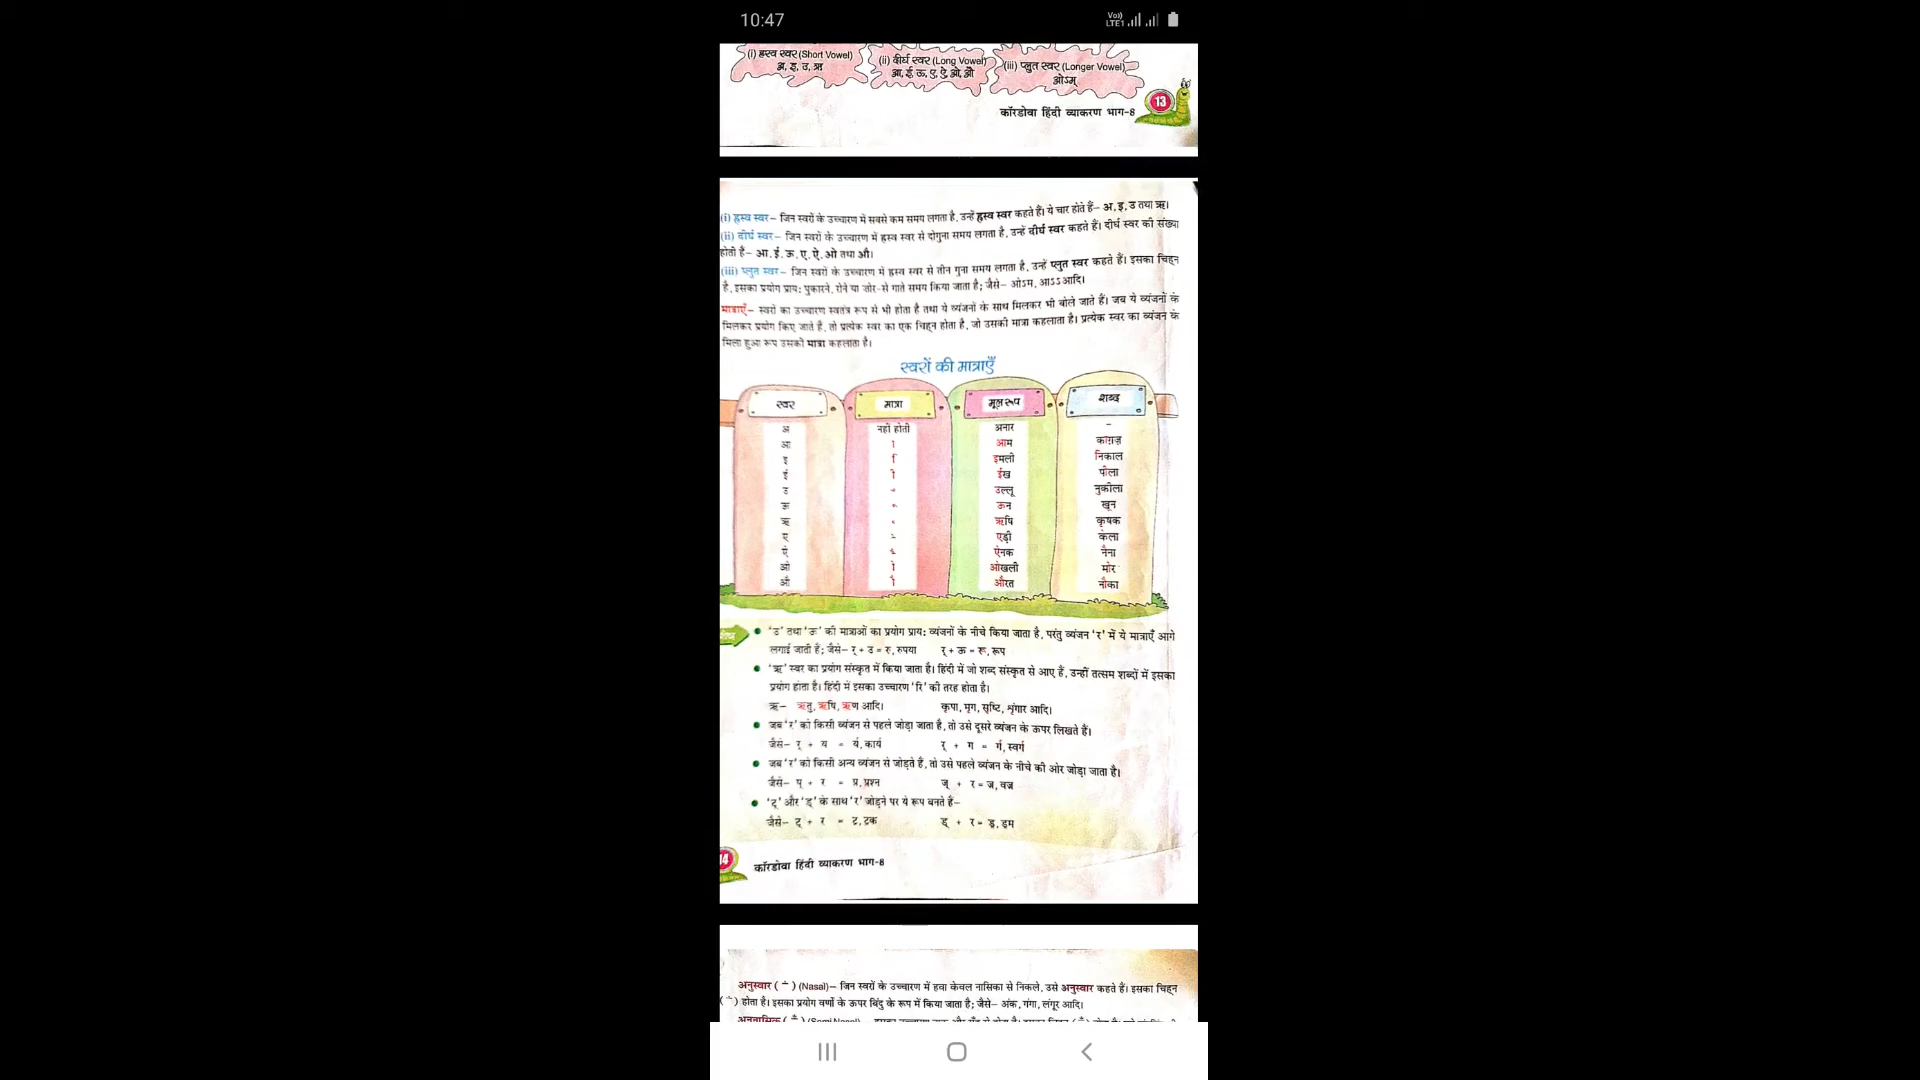 10:47
Vo)) LTE1
(i) ह्रस्व स्वर (Short Vowel)
अ, इ, उ, ऋ
(ii) दीर्घ स्वर (Long Vowel)
आ, ई, ऊ, ए, ऐ, ओ, औ
(iii) प्लुत स्वर (Longer Vowel)
ओऽम्
कॉरडोवा हिंदी व्याकरण भाग-8
13
(i) ह्रस्व स्वर– जिन स्वरों के उच्चारण में सबसे कम समय लगता है, उन्हें ह्रस्व स्वर कहते हैं। ये चार होते हैं– अ, इ, उ तथा ऋ।
(ii) दीर्घ स्वर– जिन स्वरों के उच्चारण में ह्रस्व स्वर से दोगुना समय लगता है, उन्हें दीर्घ स्वर कहते हैं। दीर्घ स्वर की संख्या
होती है– आ, ई, ऊ, ए, ऐ, ओ तथा औ।
(iii) प्लुत स्वर– जिन स्वरों के उच्चारण में ह्रस्व स्वर से तीन गुना समय लगता है, उन्हें प्लुत स्वर कहते हैं। इसका चिह्न
है, इसका प्रयोग प्राय: पुकारने, रोने या जोर-से गाते समय किया जाता है; जैसे– ओऽम, आऽऽ आदि।
मात्राएँ– स्वरों का उच्चारण स्वतंत्र रूप से भी होता है तथा ये व्यंजनों के साथ मिलकर भी बोले जाते हैं। जब ये व्यंजनों के
मिलकर प्रयोग किए जाते हैं, तो प्रत्येक स्वर का एक चिह्न होता है, जो उसकी मात्रा कहलाता है। प्रत्येक स्वर का व्यंजन के
मिला हुआ रूप उसकी मात्रा कहलाता है।
स्वरों की मात्राएँ
स्वर मात्रा मूल रूप शब्द
अ नहीं होती अनार –
आ ा आम काग़ज़
इ ि इमली निकाल
ई ी ईख पीला
उ ु उल्लू नुकीला
ऊ ू ऊन खून
ऋ ृ ऋषि कृषक
ए े एड़ी केला
ऐ ै ऐनक नैना
ओ ो ओखली मोर
औ ौ औरत नौका
• 'उ' तथा 'ऊ' की मात्राओं का प्रयोग प्राय: व्यंजनों के नीचे किया जाता है, परंतु व्यंजन 'र' में ये मात्राएँ आगे
लगाई जाती हैं; जैसे– र् + उ = रु, रुपया र् + ऊ = रू, रूप
• 'ऋ' स्वर का प्रयोग संस्कृत में किया जाता है। हिंदी में जो शब्द संस्कृत से आए हैं, उन्हीं तत्सम शब्दों में इसका
प्रयोग होता है। हिंदी में इसका उच्चारण 'रि' की तरह होता है।
ऋ– ऋतु, ऋषि, ऋण आदि। कृपा, मृग, सृष्टि, शृंगार आदि।
• जब 'र' को किसी व्यंजन से पहले जोड़ा जाता है, तो उसे दूसरे व्यंजन के ऊपर लिखते हैं।
जैसे– र् + य = र्य, कार्य र् + ग = र्ग, स्वर्ग
• जब 'र' को किसी अन्य व्यंजन से जोड़ते हैं, तो उसे पहले व्यंजन के नीचे की ओर जोड़ा जाता है।
जैसे– प् + र = प्र, प्रश्न ज् + र = ज्र, वज्र
• 'ट्' और 'ड्' के साथ 'र' जोड़ने पर ये रूप बनते हैं–
जैसे– ट् + र = ट्र, ट्रक ड् + र = ड्र, ड्रम
14
कॉरडोवा हिंदी व्याकरण भाग-8
अनुस्वार ( ं ) (Nasal)– जिन स्वरों के उच्चारण में हवा केवल नासिका से निकले, उसे अनुस्वार कहते हैं। इसका चिह्न
( ं ) होता है। इसका प्रयोग वर्णों के ऊपर बिंदु के रूप में किया जाता है; जैसे– अंक, गंगा, लंगूर आदि।
अनुनासिक ( ँ ) (Semi Nasal)–